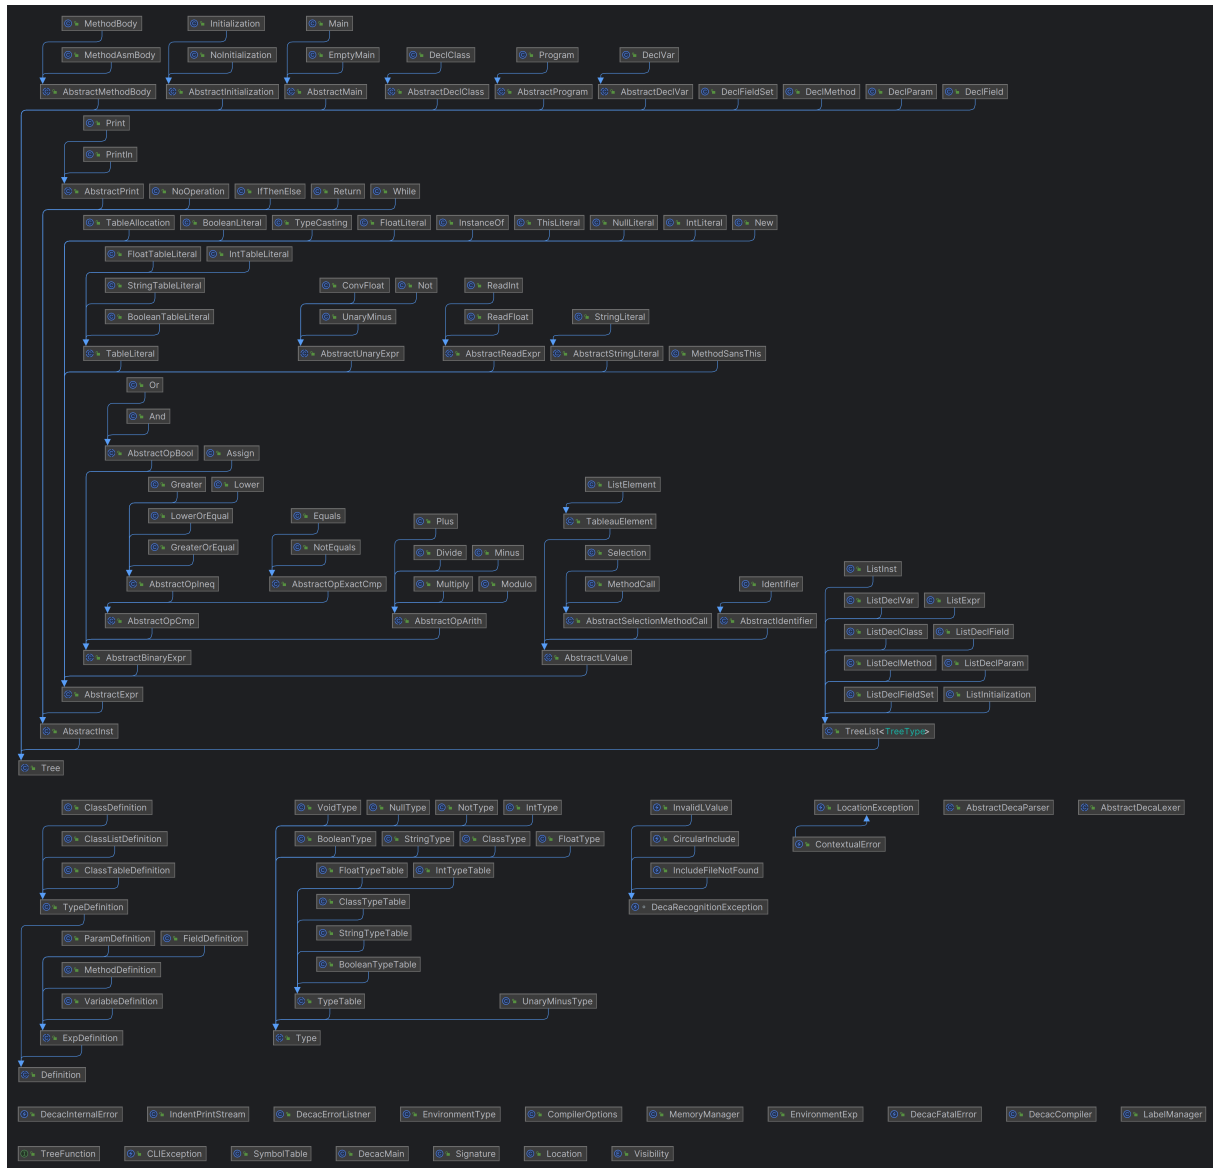 MethodBody Initialization Main
MethodAsmBody NoInitialization EmptyMain DeclClass Program DeclVar
AbstractMethodBody AbstractInitialization AbstractMain AbstractDeclClass AbstractProgram AbstractDeclVar DeclFieldSet DeclMethod DeclParam DeclField
Print
Println
AbstractPrint NoOperation IfThenElse Return While
TableAllocation BooleanLiteral TypeCasting FloatLiteral InstanceOf ThisLiteral NullLiteral IntLiteral New
FloatTableLiteral IntTableLiteral
StringTableLiteral ConvFloat Not ReadInt
BooleanTableLiteral UnaryMinus ReadFloat StringLiteral
TableLiteral AbstractUnaryExpr AbstractReadExpr AbstractStringLiteral MethodSansThis
Or
And
AbstractOpBool Assign
Greater Lower ListElement
LowerOrEqual Equals Plus TableauElement
GreaterOrEqual NotEquals Divide Minus Selection
ListInst
AbstractOpIneq AbstractOpExactCmp Multiply Modulo MethodCall Identifier
ListDeclVar ListExpr
AbstractOpCmp AbstractOpArith AbstractSelectionMethodCall AbstractIdentifier
ListDeclClass ListDeclField
AbstractBinaryExpr AbstractLValue
ListDeclMethod ListDeclParam
AbstractExpr ListDeclFieldSet ListInitialization
AbstractInst TreeList<TreeType>
Tree
ClassDefinition VoidType NullType NotType IntType InvalidLValue LocationException AbstractDecaParser AbstractDecaLexer
ClassListDefinition BooleanType StringType ClassType FloatType CircularInclude ContextualError
ClassTableDefinition FloatTypeTable IntTypeTable IncludeFileNotFound
TypeDefinition ClassTypeTable DecaRecognitionException
ParamDefinition FieldDefinition StringTypeTable
MethodDefinition BooleanTypeTable
VariableDefinition TypeTable UnaryMinusType
ExpDefinition Type
Definition
DecacInternalError IndentPrintStream DecacErrorListner EnvironmentType CompilerOptions MemoryManager EnvironmentExp DecacFatalError DecacCompiler LabelManager
TreeFunction CLIException SymbolTable DecacMain Signature Location Visibility